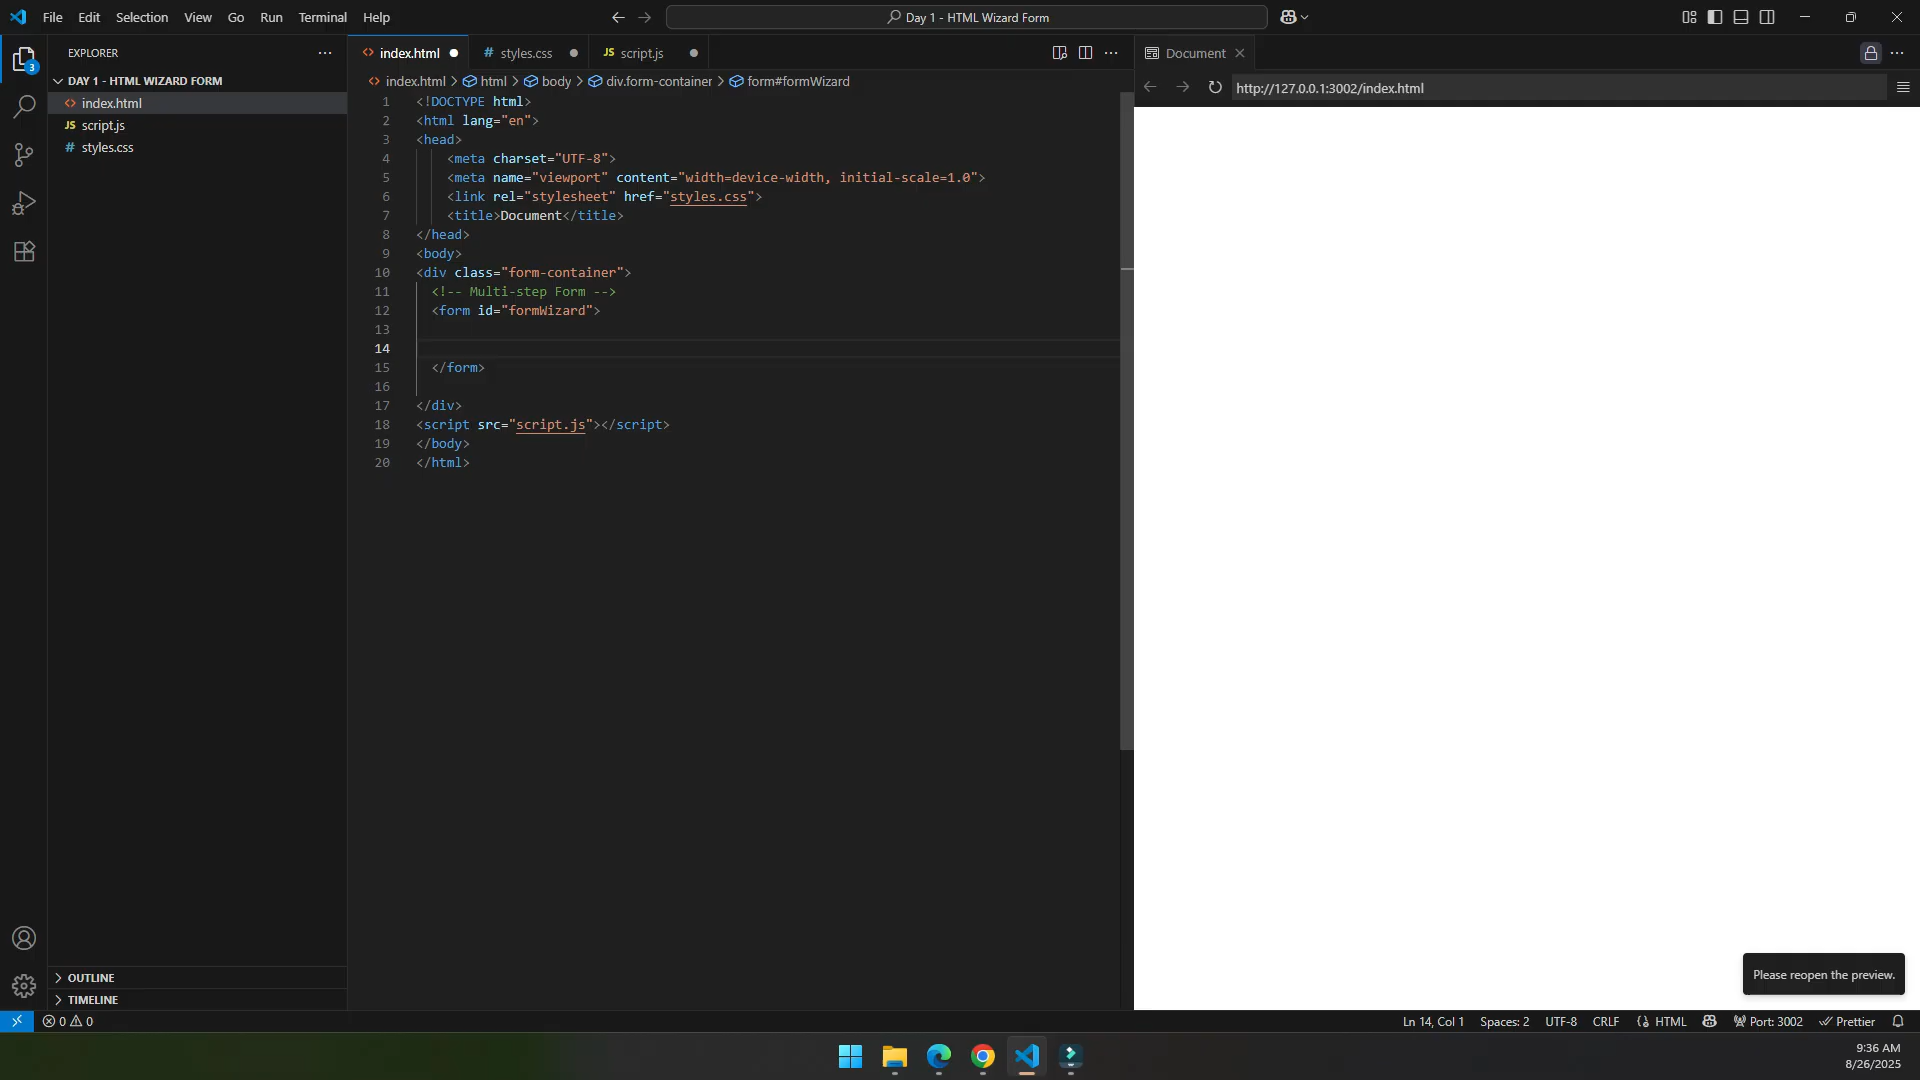 File Edit Selection View Go Run Terminal Help
Day 1 - HTML Wizard Form
EXPLORER
3
DAY 1 - HTML WIZARD FORM
<> index.html
JS script.js
# styles.css
OUTLINE
TIMELINE
<> index.html
# styles.css
JS script.js
<> index.html > html > body > div.form-container > form#formWizard
1 <!DOCTYPE html>
2 <html lang="en">
3 <head>
4 <meta charset="UTF-8">
5 <meta name="viewport" content="width=device-width, initial-scale=1.0">
6 <link rel="stylesheet" href="styles.css">
7 <title>Document</title>
8 </head>
9 <body>
10 <div class="form-container">
11 <!-- Multi-step Form -->
12 <form id="formWizard">
13
14
15 </form>
16
17 </div>
18 <script src="script.js"></script>
19 </body>
20 </html>
Document
http://127.0.0.1:3002/index.html
Please reopen the preview.
0 0
Ln 14, Col 1 Spaces: 2 UTF-8 CRLF {} HTML Port: 3002 Prettier
9:36 AM
8/26/2025